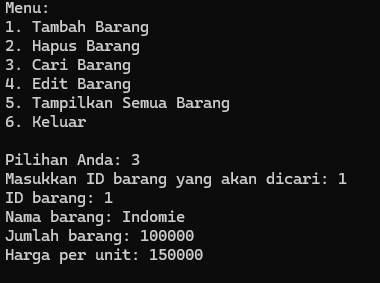 Menu:
1. Tambah Barang
2. Hapus Barang
3. Cari Barang
4. Edit Barang
5. Tampilkan Semua Barang
6. Keluar
Pilihan Anda: 3
Masukkan ID barang yang akan dicari: 1
ID barang: 1
Nama barang: Indomie
Jumlah barang: 100000
Harga per unit: 150000